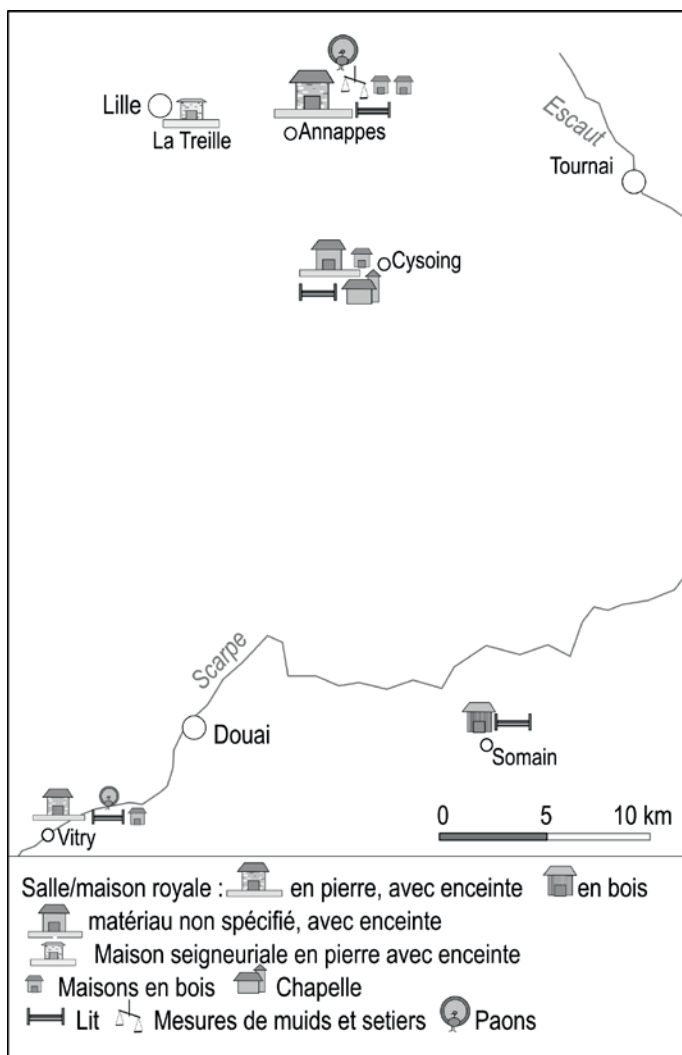 Lille
La Treille
Annappes
Escaut
Tournai
Cysoing
Scarpe
Douai
Somain
Vitry
0 5 10 km
Salle/maison royale : en pierre, avec enceinte en bois
matériau non spécifié, avec enceinte
Maison seigneuriale en pierre avec enceinte
Maisons en bois Chapelle
Lit Mesures de muids et setiers Paons